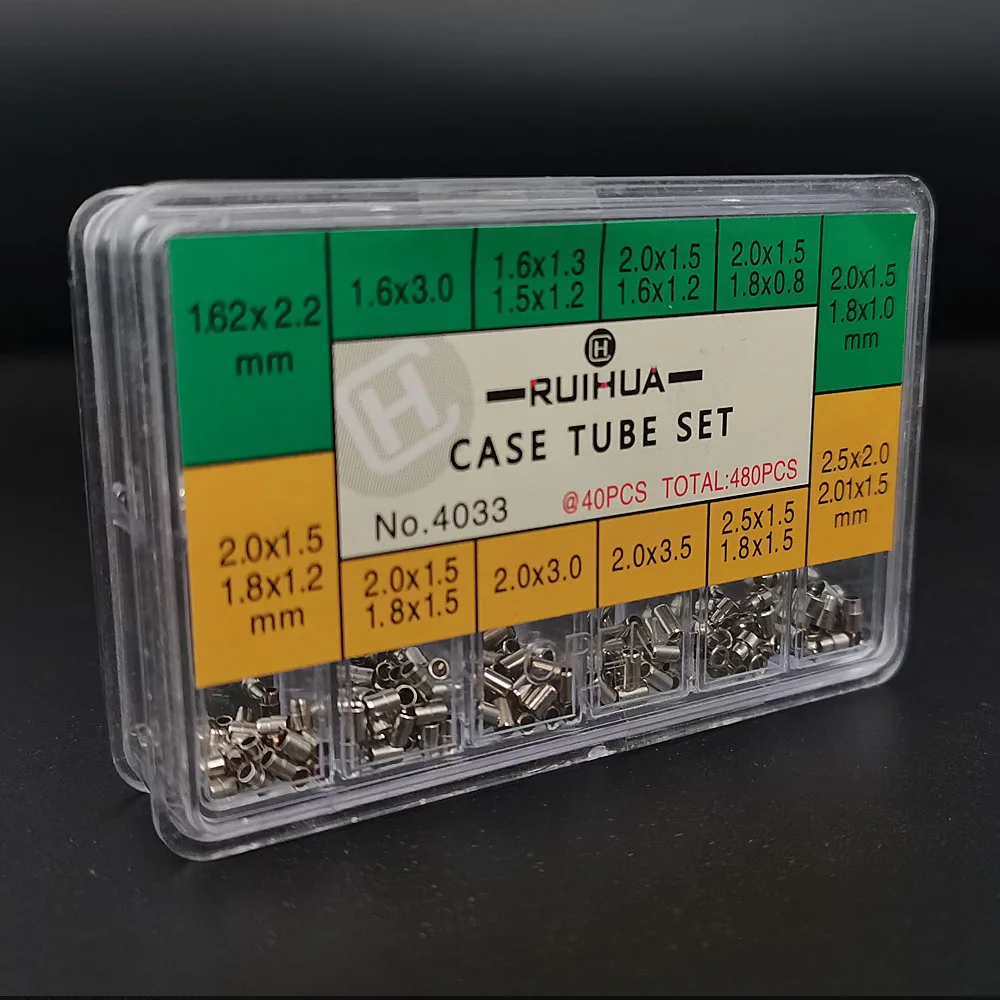 1.62x2.2
mm
1.6x3.0
1.6x1.3
1.5x1.2
2.0x1.5
1.6x1.2
2.0x1.5
1.8x0.8
2.0x1.5
1.8x1.0
mm
RUIHUA
CASE TUBE SET
No.4033
@40PCS TOTAL:480PCS
2.0x1.5
1.8x1.2
mm
2.0x1.5
1.8x1.5
2.0x3.0
2.0x3.5
2.5x1.5
1.8x1.5
2.5x2.0
2.01x1.5
mm